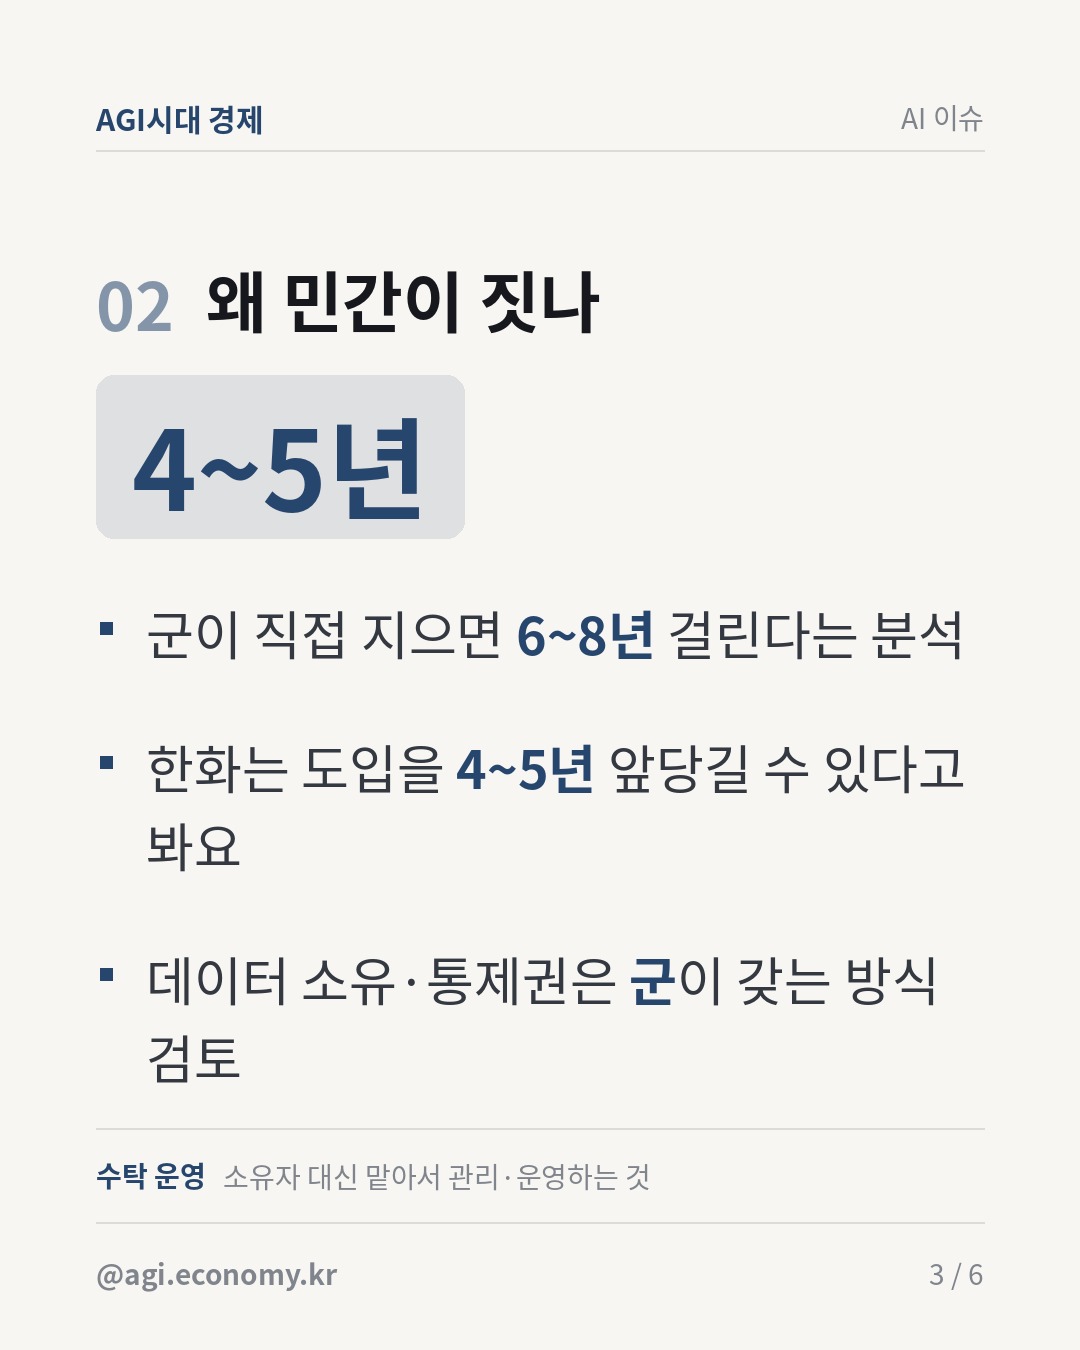 AGI시대 경제
AI 이슈
02 왜 민간이 짓나
4~5년
군이 직접 지으면 6~8년 걸린다는 분석
한화는 도입을 4~5년 앞당길 수 있다고
봐요
데이터 소유·통제권은 군이 갖는 방식
검토
수탁 운영 소유자 대신 맡아서 관리·운영하는 것
@agi.economy.kr
3 / 6